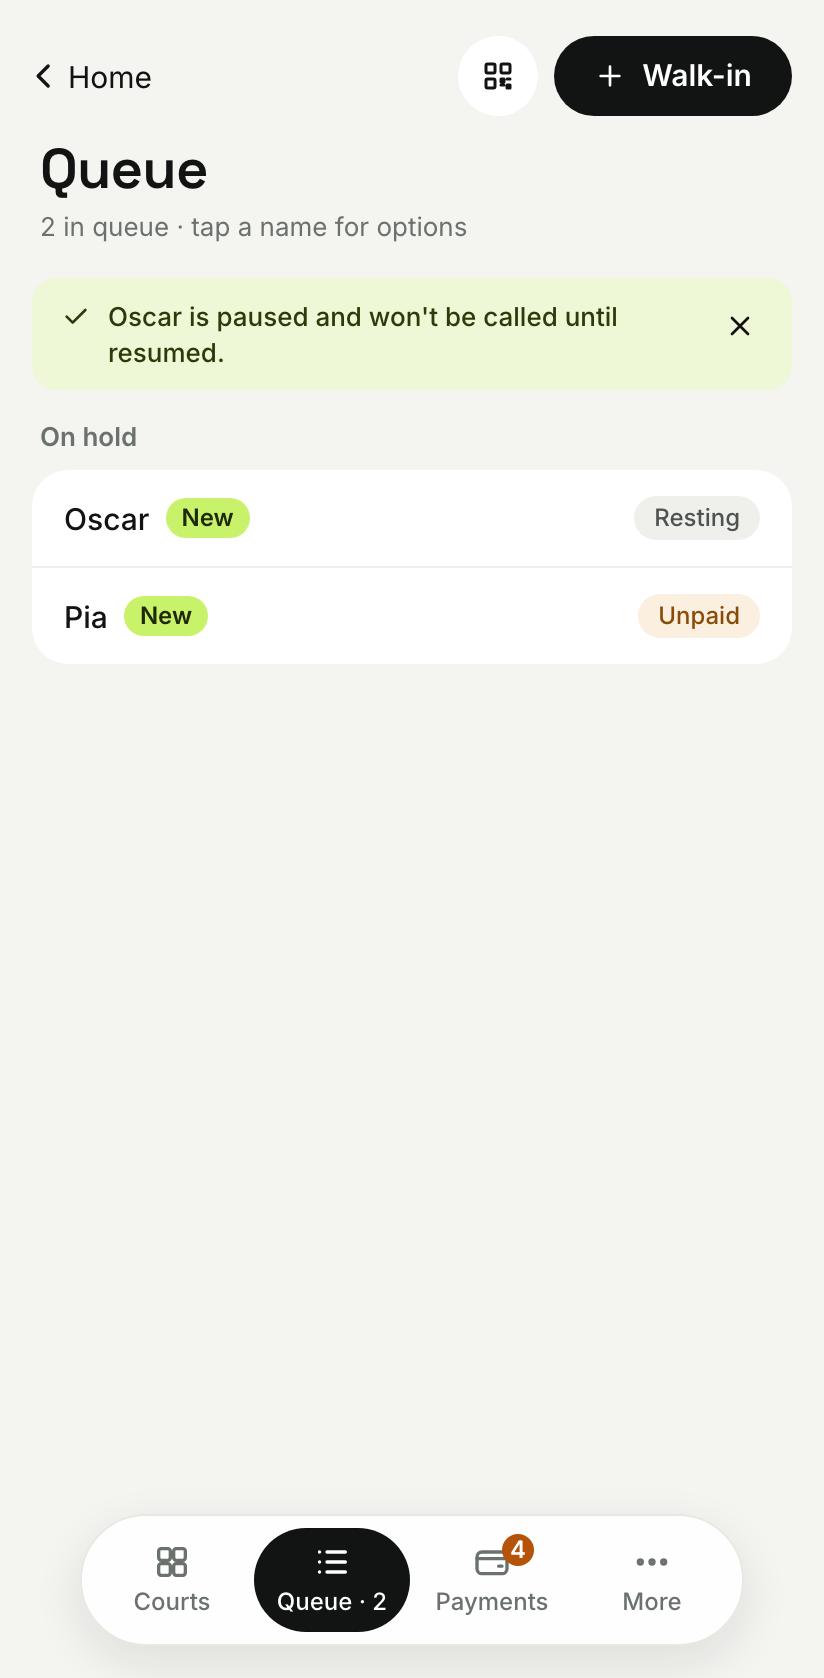 Home
Walk-in
Queue
2 in queue · tap a name for options
Oscar is paused and won't be called until
resumed.
On hold
Oscar New Resting
Pia New Unpaid
4
Courts Queue · 2 Payments More